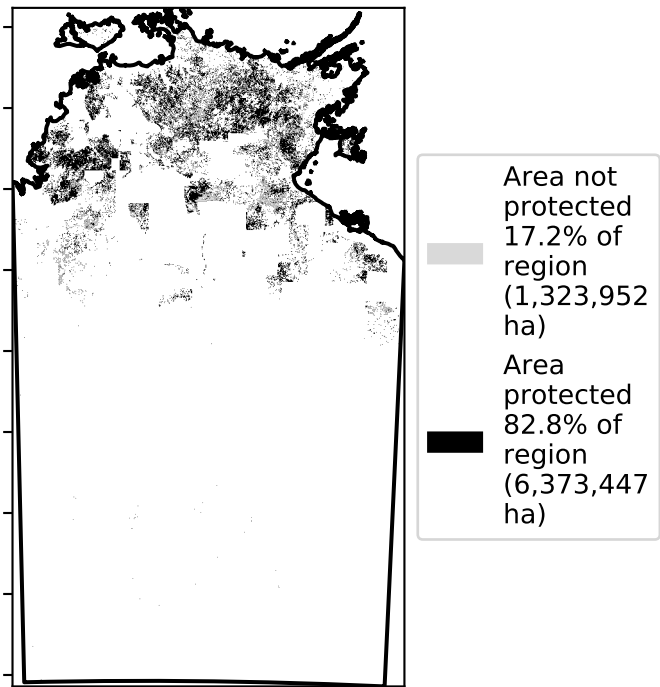 Area not
protected
17.2% of
region
(1,323,952
ha)
Area
protected
82.8% of
region
(6,373,447
ha)